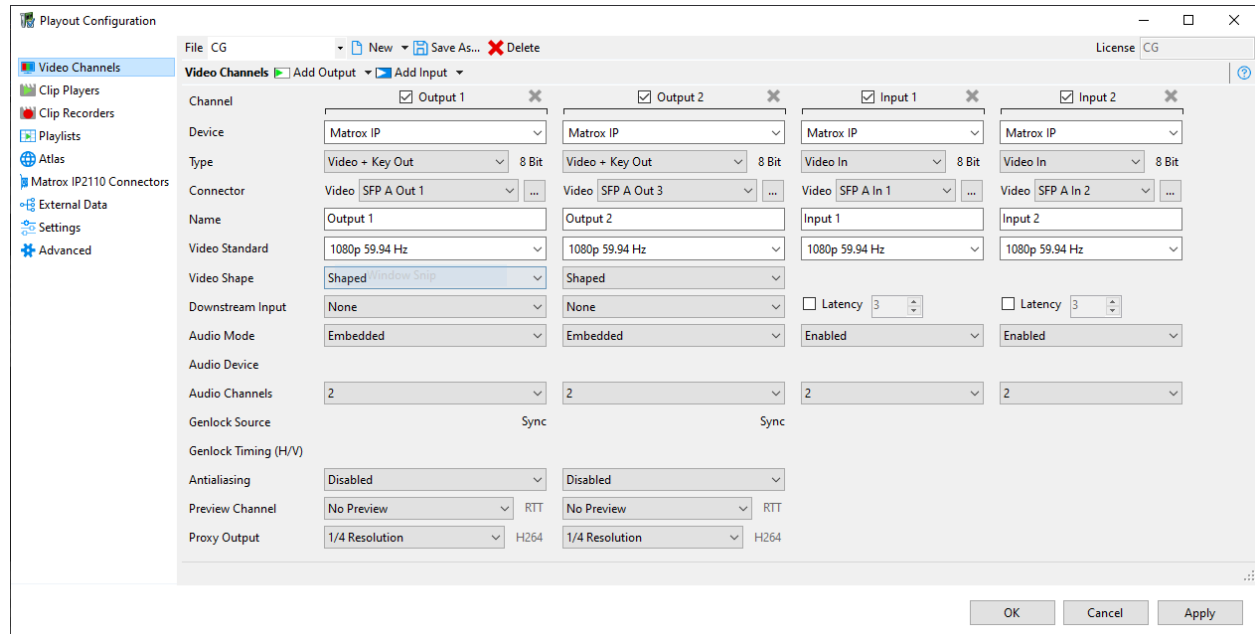 Playout Configuration
File CG New Save As... Delete License CG
Video Channels Add Output Add Input
Video Channels
Clip Players
Clip Recorders
Playlists
Atlas
Matrox IP2110 Connectors
External Data
Settings
Advanced
Channel Output 1 Output 2 Input 1 Input 2
Device Matrox IP Matrox IP Matrox IP Matrox IP
Type Video + Key Out 8 Bit Video + Key Out 8 Bit Video In 8 Bit Video In 8 Bit
Connector Video SFP A Out 1 ... Video SFP A Out 3 ... Video SFP A In 1 ... Video SFP A In 2 ...
Name Output 1 Output 2 Input 1 Input 2
Video Standard 1080p 59.94 Hz 1080p 59.94 Hz 1080p 59.94 Hz 1080p 59.94 Hz
Video Shape Shaped Window Snip Shaped
Downstream Input None None Latency 3 Latency 3
Audio Mode Embedded Embedded Enabled Enabled
Audio Device
Audio Channels 2 2 2 2
Genlock Source Sync Sync
Genlock Timing (H/V)
Antialiasing Disabled Disabled
Preview Channel No Preview RTT No Preview RTT
Proxy Output 1/4 Resolution H264 1/4 Resolution H264
OK Cancel Apply